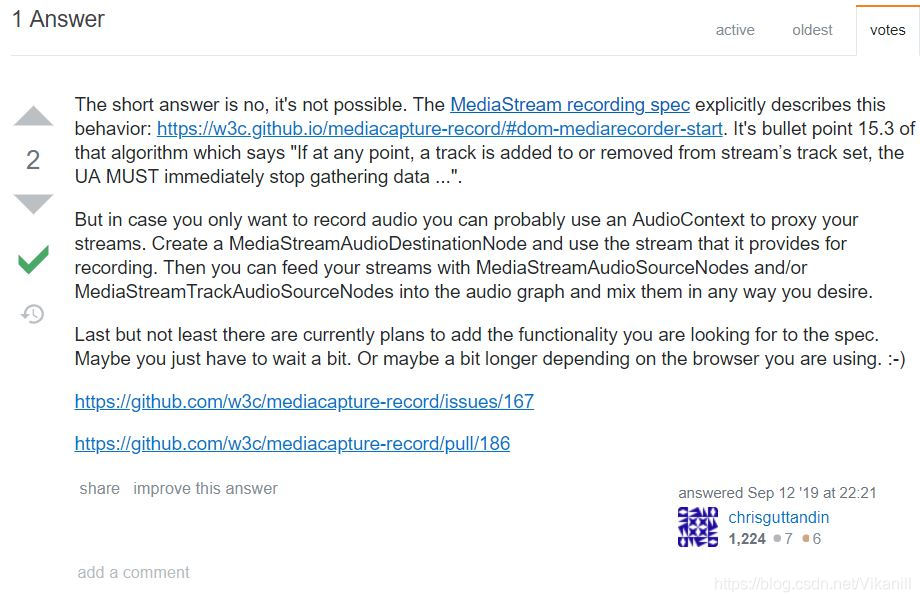 1 Answer
active oldest votes
The short answer is no, it's not possible. The MediaStream recording spec explicitly describes this
behavior: https://w3c.github.io/mediacapture-record/#dom-mediarecorder-start. It's bullet point 15.3 of
that algorithm which says "If at any point, a track is added to or removed from stream’s track set, the
UA MUST immediately stop gathering data ...".
2
But in case you only want to record audio you can probably use an AudioContext to proxy your
streams. Create a MediaStreamAudioDestinationNode and use the stream that it provides for
recording. Then you can feed your streams with MediaStreamAudioSourceNodes and/or
MediaStreamTrackAudioSourceNodes into the audio graph and mix them in any way you desire.
Last but not least there are currently plans to add the functionality you are looking for to the spec.
Maybe you just have to wait a bit. Or maybe a bit longer depending on the browser you are using. :-)
https://github.com/w3c/mediacapture-record/issues/167
https://github.com/w3c/mediacapture-record/pull/186
share improve this answer
answered Sep 12 '19 at 22:21
chrisguttandin
1,224 7 6
add a comment
https://blog.csdn.net/Vikanill